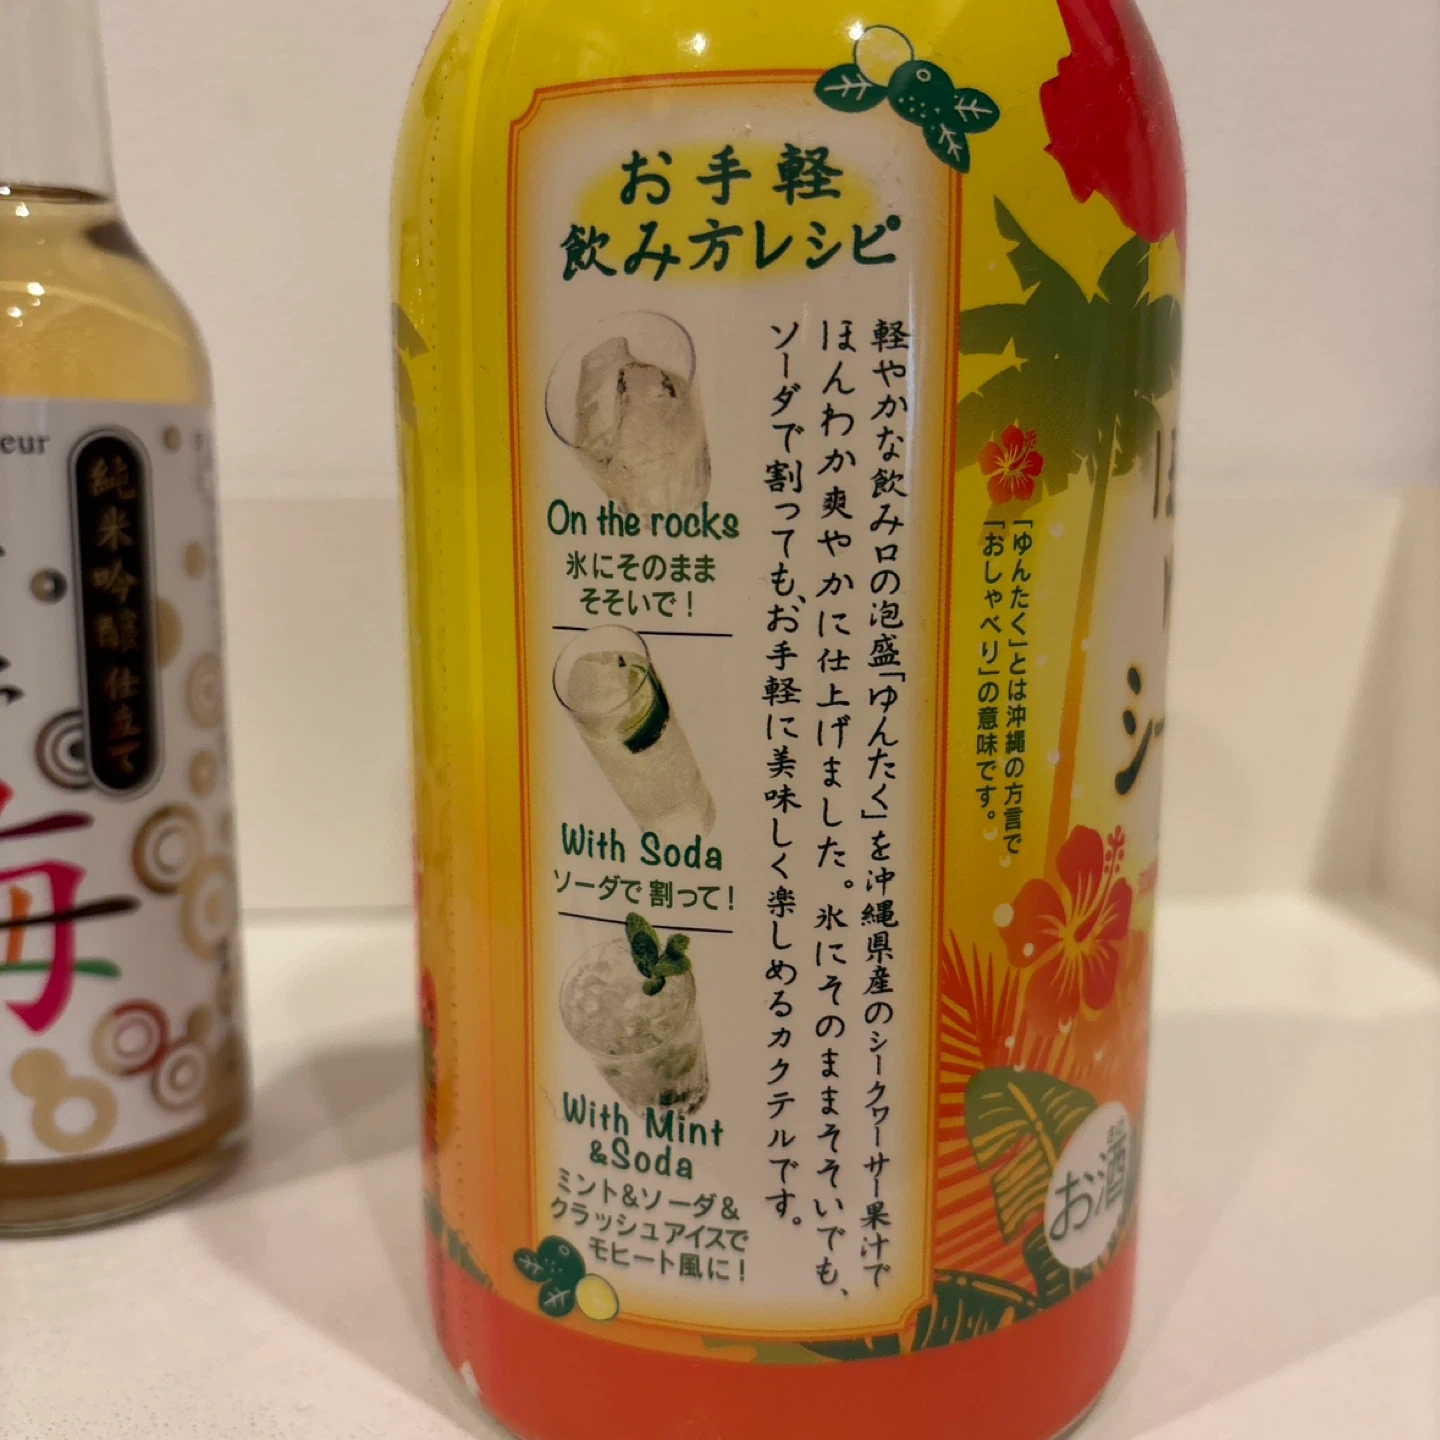 お手軽
飲み方レシピ
軽やかな飲み口の泡盛「ゆんたく」を沖縄県産のシークヮーサー果汁で
ほんわか爽やかに仕上げました。氷にそのままそそいでも、
ソーダで割っても、お手軽に美味しく楽しめるカクテルです。
On the rocks
氷にそのまま
そそいで!
With Soda
ソーダで割って!
With Mint
&Soda
ミント&ソーダ&
クラッシュアイスで
モヒート風に!
「ゆんたく」とは沖縄の方言で
「おしゃべり」の意味です。
お酒
eur
純米吟醸仕立て
梅